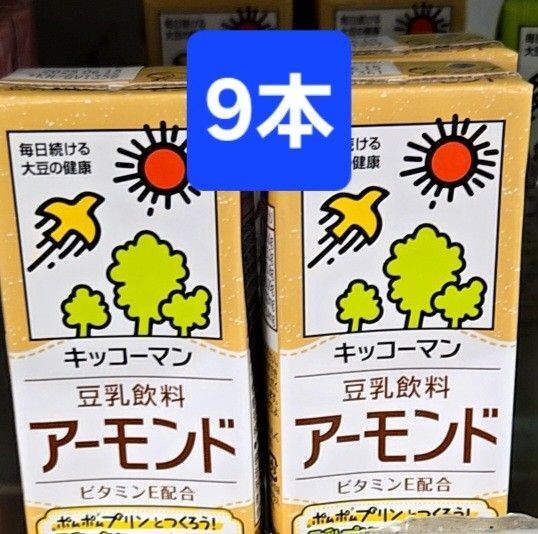 9本
毎日続ける
大豆の健康
キッコーマン
豆乳飲料
アーモンド
ビタミンE配合
ポムポムプリンとつくろう!
続ける
の健康
キッコーマン
豆乳飲料
アーモンド
ビタミンE配合
ポムポムプリンとつくろう!